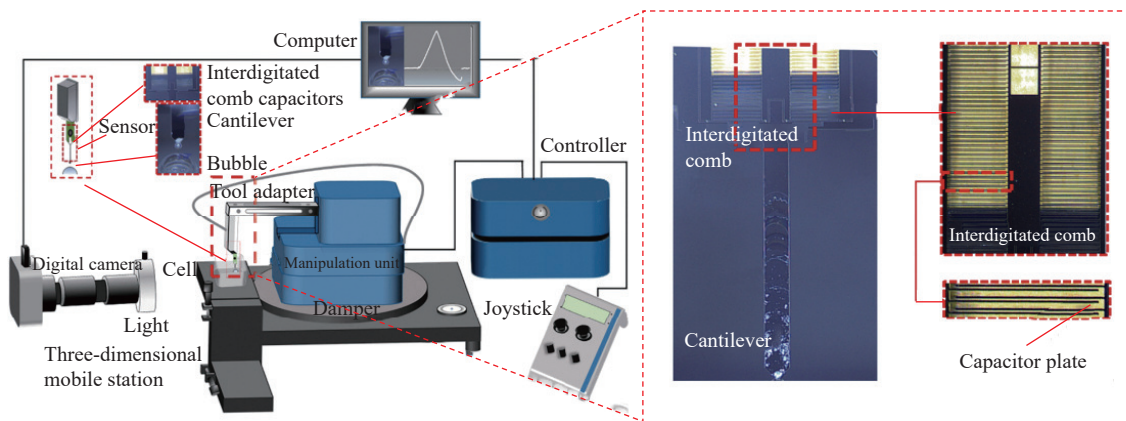 Computer
Interdigitated
comb capacitors
Cantilever
Sensor
Bubble
Tool adapter
Controller
Digital camera
Cell
Manipulation unit
Damper
Joystick
Light
Three-dimensional
mobile station
Interdigitated
comb
Cantilever
Interdigitated comb
Capacitor plate